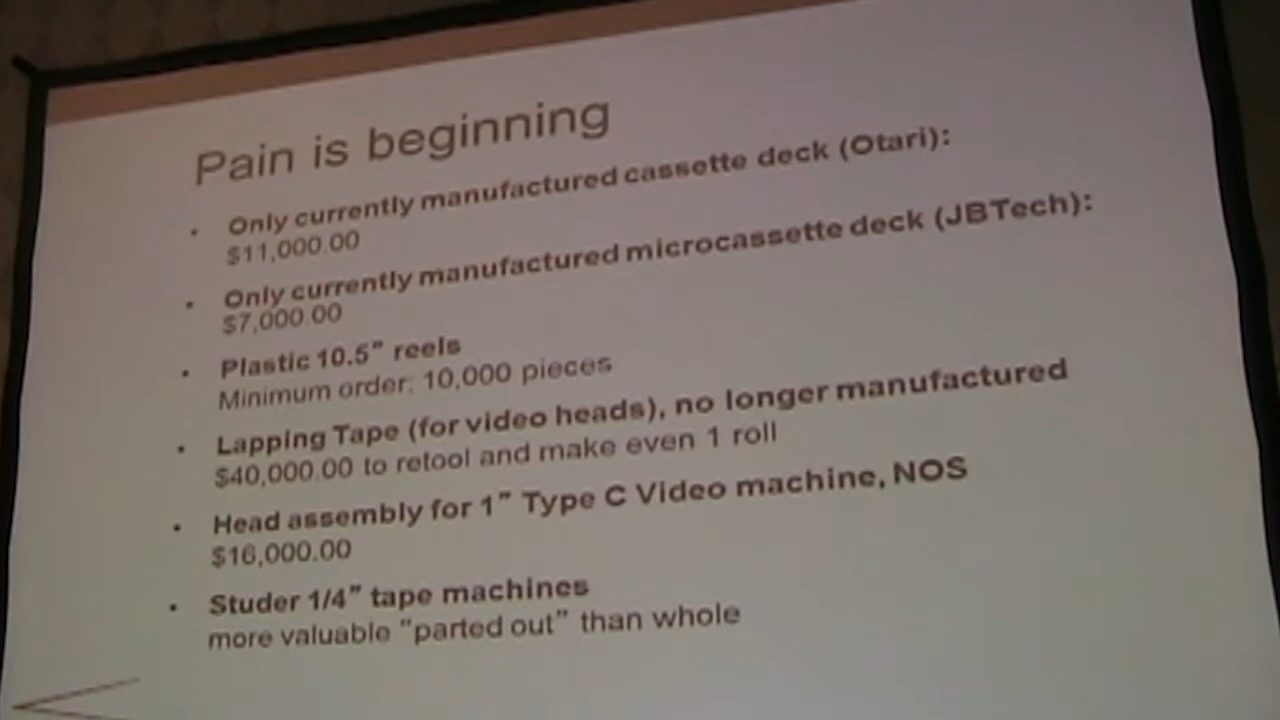 Pain is beginning
• Only currently manufactured cassette deck (Otari):
$11,000.00
• Only currently manufactured microcassette deck (JBTech):
$7,000.00
• Plastic 10.5” reels
Minimum order: 10,000 pieces
• Lapping Tape (for video heads), no longer manufactured
$40,000.00 to retool and make even 1 roll
• Head assembly for 1” Type C Video machine, NOS
$16,000.00
• Studer 1/4” tape machines
more valuable “parted out” than whole